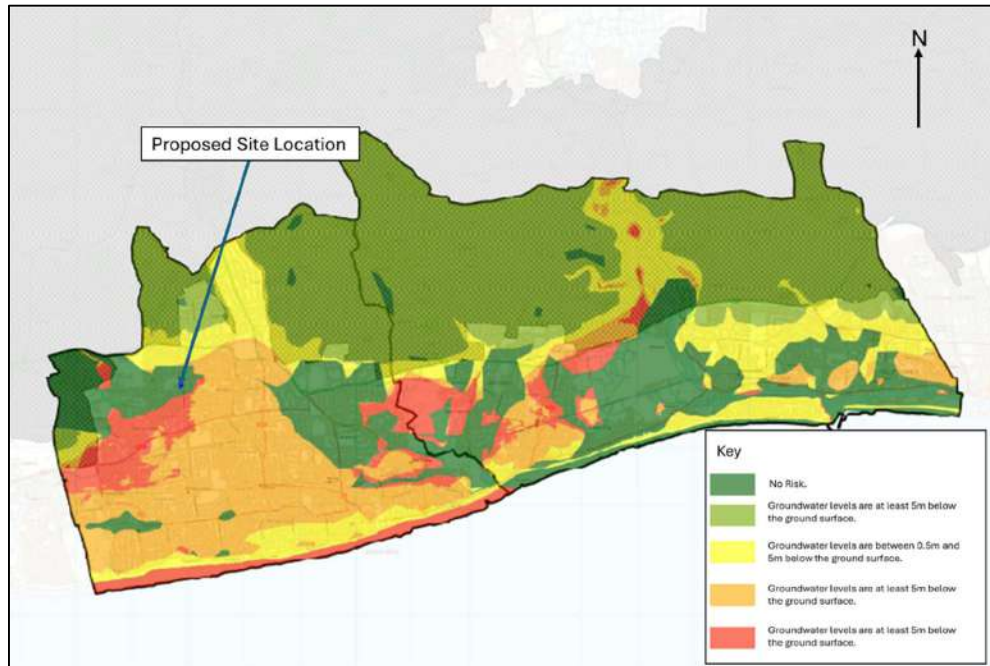 N
Proposed Site Location
Key
No Risk.
Groundwater levels are at least 5m below
the ground surface.
Groundwater levels are between 0.5m and
5m below the ground surface.
Groundwater levels are at least 5m below
the ground surface.
Groundwater levels are at least 5m below
the ground surface.